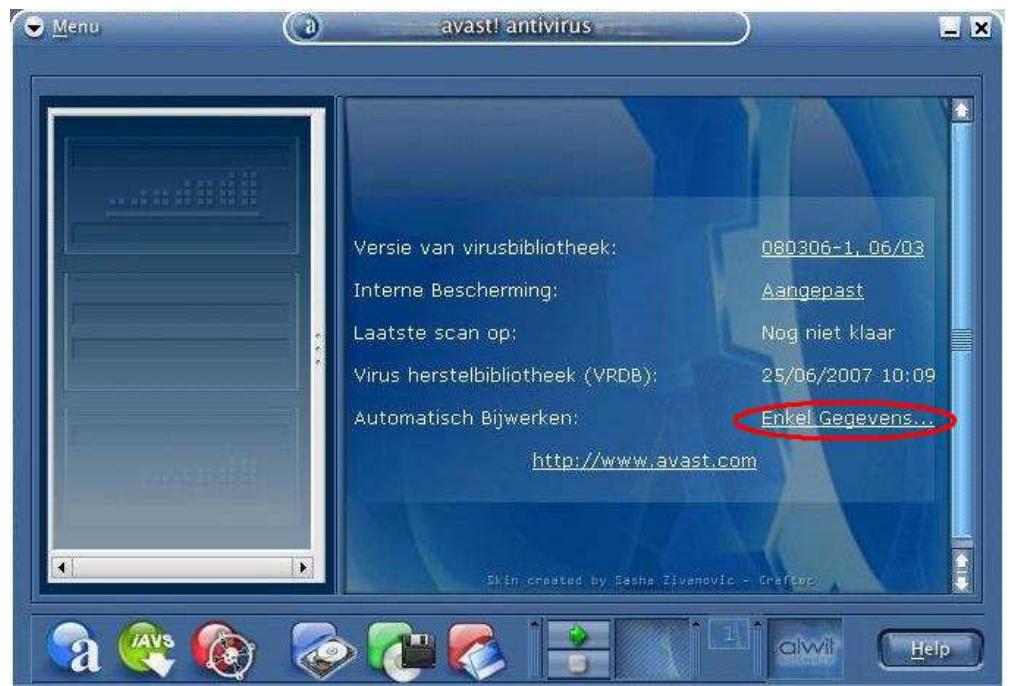 Menu
a
avast! antivirus
Versie van virusbibliotheek:
080306-1, 06/03
Interne Bescherming:
Aangepast
Laatste scan op:
Nog niet klaar
Virus herstelbibliotheek (VRDB):
25/06/2007 10:09
Automatisch Bijwerken:
Enkel Gegevens...
http://www.avast.com
Skin created by Sasha Zivanovic - Craftec
a
iAVS
1
alwil
Help